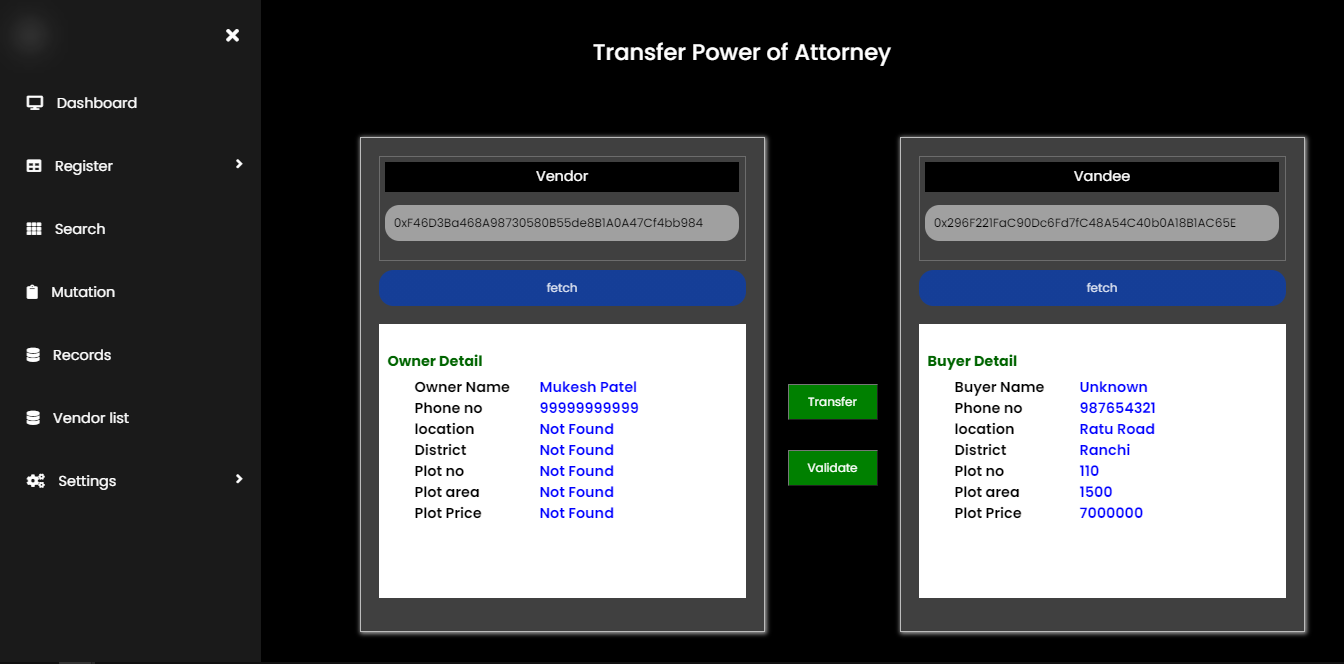 Dashboard
Register
Search
Mutation
Records
Vendor list
Settings
Transfer Power of Attorney
Vendor
0xF46D3Ba468A98730580B55de8B1A0A47Cf4bb984
fetch
Owner Detail
Owner Name Mukesh Patel
Phone no 99999999999
location Not Found
District Not Found
Plot no Not Found
Plot area Not Found
Plot Price Not Found
Transfer
Validate
Vandee
0x296F221FaC90Dc6Fd7fC48A54C40b0A18B1AC65E
fetch
Buyer Detail
Buyer Name Unknown
Phone no 987654321
location Ratu Road
District Ranchi
Plot no 110
Plot area 1500
Plot Price 7000000